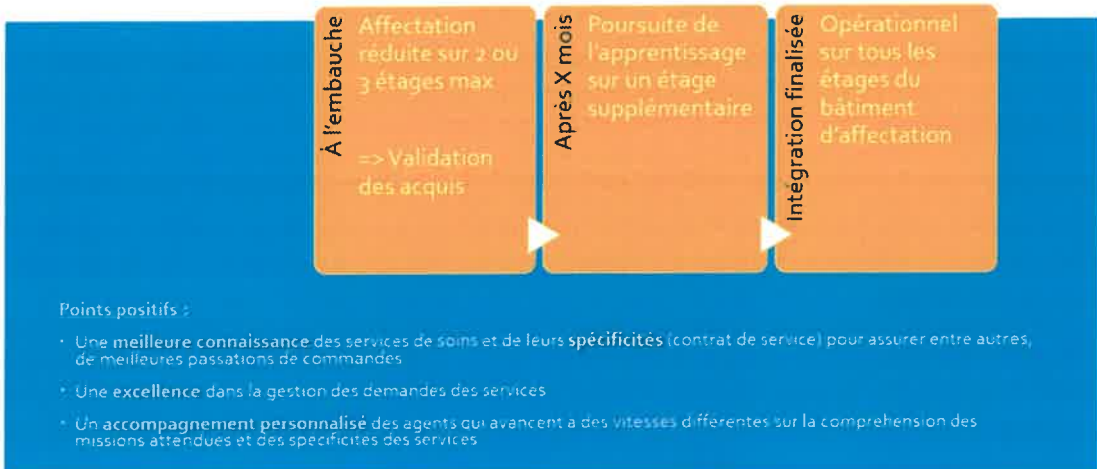 À l'embauche
Affectation
réduite sur 2 ou
3 étages max
=> Validation
des acquis
Après X mois
Poursuite de
l'apprentissage
sur un étage
supplémentaire
Intégration finalisée
Opérationnel
sur tous les
étages du
bâtiment
d'affectation
Points positifs :
• Une meilleure connaissance des services de soins et de leurs spécificités (contrat de service) pour assurer entre autres,
de meilleures passations de commandes
• Une excellence dans la gestion des demandes des services
• Un accompagnement personnalisé des agents qui avancent a des vitesses différentes sur la compréhension des
missions attendues et des spécificités des services